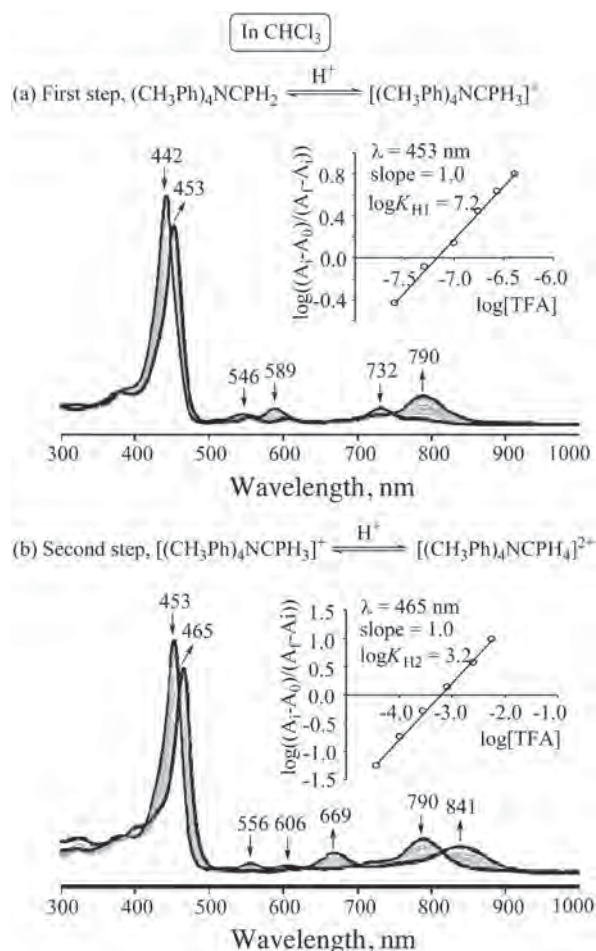 In CHCl₃
(a) First step, (CH₃Ph)₄NCPH₂ H⁺ [(CH₃Ph)₄NCPH₃]⁺
442
453
546
589
732
790
log((Aᵢ-A₀)/(A_f-Aᵢ))
0.8
0.4
0.0
-0.4
λ = 453 nm
slope = 1.0
logK_H1 = 7.2
-7.5 -7.0 -6.5 -6.0
log[TFA]
300 400 500 600 700 800 900 1000
Wavelength, nm
(b) Second step, [(CH₃Ph)₄NCPH₃]⁺ H⁺ [(CH₃Ph)₄NCPH₄]²⁺
453
465
556
606
669
790
841
log((Aᵢ-A₀)/(A_f-Ai))
1.5
1.0
0.5
0.0
-0.5
-1.0
-1.5
λ = 465 nm
slope = 1.0
logK_H2 = 3.2
-4.0 -3.0 -2.0 -1.0
log[TFA]
300 400 500 600 700 800 900 1000
Wavelength, nm